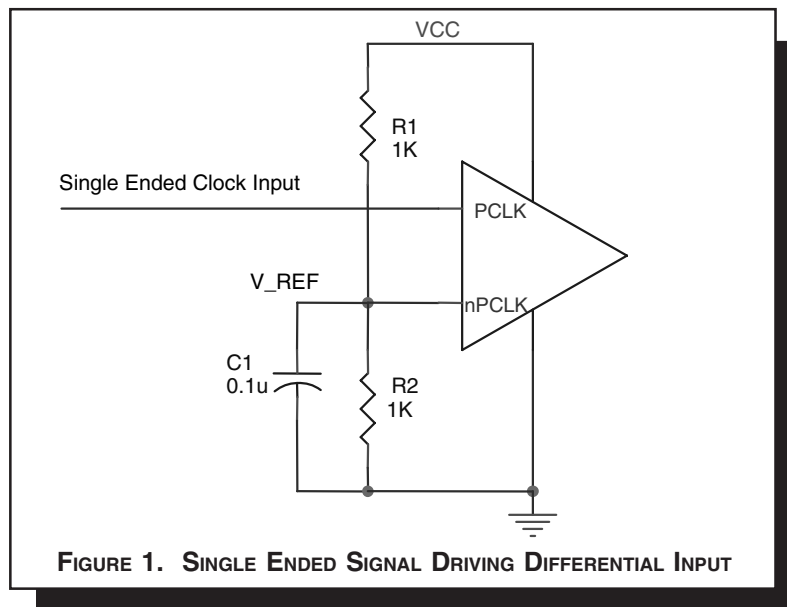 VCC
R1
1K
Single Ended Clock Input
PCLK
V_REF
nPCLK
C1
0.1u
R2
1K
FIGURE 1. SINGLE ENDED SIGNAL DRIVING DIFFERENTIAL INPUT